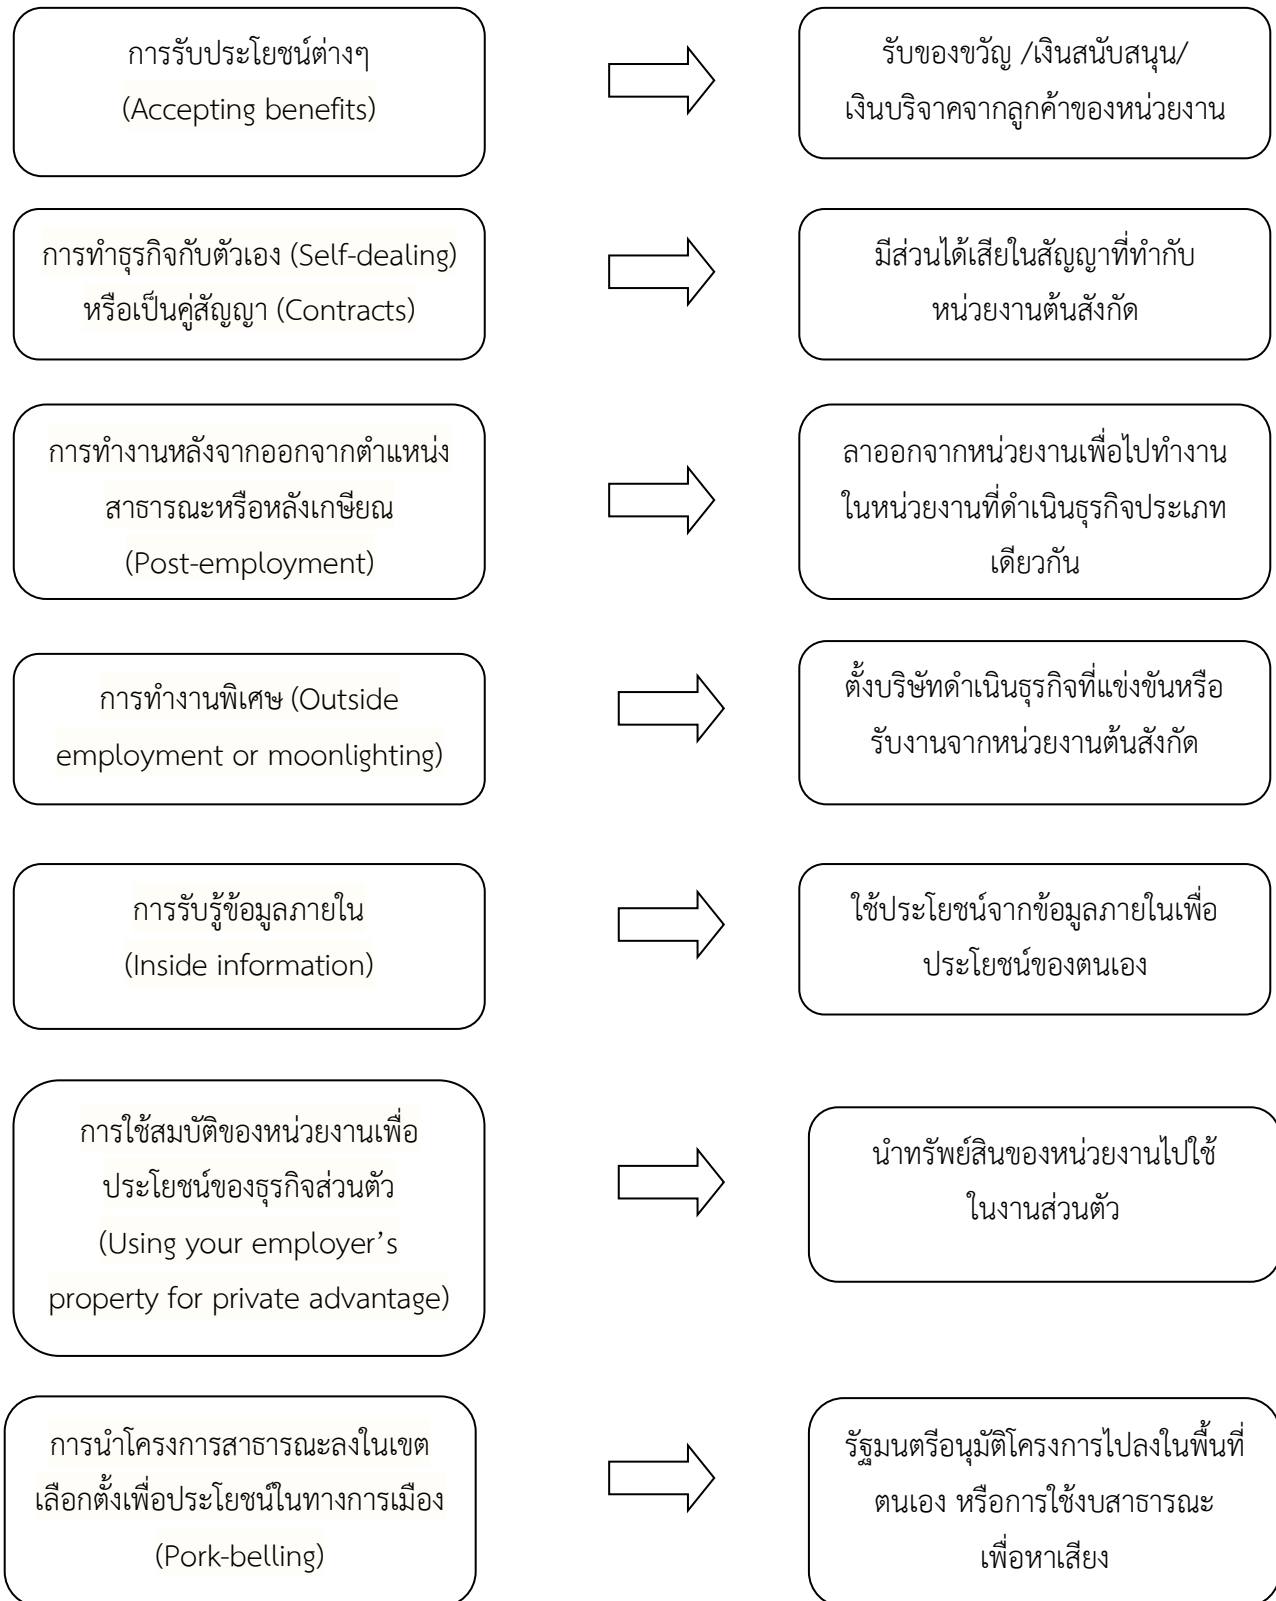 การรับประโยชน์ต่างๆ
(Accepting benefits)
รับของขวัญ /เงินสนับสนุน/
เงินบริจาคจากลูกค้าของหน่วยงาน
การทำธุรกิจกับตัวเอง (Self-dealing)
หรือเป็นคู่สัญญา (Contracts)
มีส่วนได้เสียในสัญญาที่ทำกับ
หน่วยงานต้นสังกัด
การทำงานหลังจากออกจากตำแหน่ง
สาธารณะหรือหลังเกษียณ
(Post-employment)
ลาออกจากหน่วยงานเพื่อไปทำงาน
ในหน่วยงานที่ดำเนินธุรกิจประเภท
เดียวกัน
การทำงานพิเศษ (Outside
employment or moonlighting)
ตั้งบริษัทดำเนินธุรกิจที่แข่งขันหรือ
รับงานจากหน่วยงานต้นสังกัด
การรับรู้ข้อมูลภายใน
(Inside information)
ใช้ประโยชน์จากข้อมูลภายในเพื่อ
ประโยชน์ของตนเอง
การใช้สมบัติของหน่วยงานเพื่อ
ประโยชน์ของธุรกิจส่วนตัว
(Using your employer’s
property for private advantage)
นำทรัพย์สินของหน่วยงานไปใช้
ในงานส่วนตัว
การนำโครงการสาธารณะลงในเขต
เลือกตั้งเพื่อประโยชน์ในทางการเมือง
(Pork-belling)
รัฐมนตรีอนุมัติโครงการไปลงในพื้นที่
ตนเอง หรือการใช้งบสาธารณะ
เพื่อหาเสียง